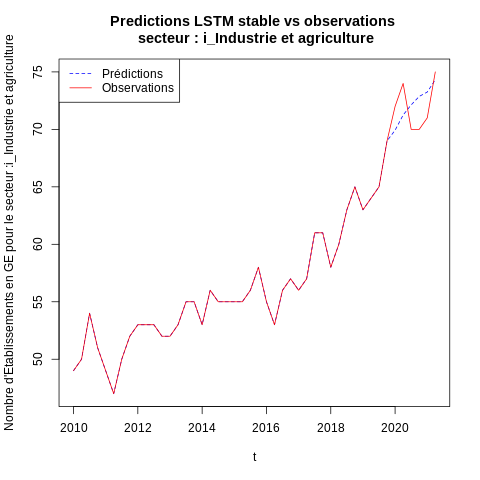 Predictions LSTM stable vs observations
secteur : i_Industrie et agriculture
Nombre d'Etablissements en GE pour le secteur :i_Industrie et agriculture
75
70
65
60
55
50
Prédictions
Observations
2010 2012 2014 2016 2018 2020
t